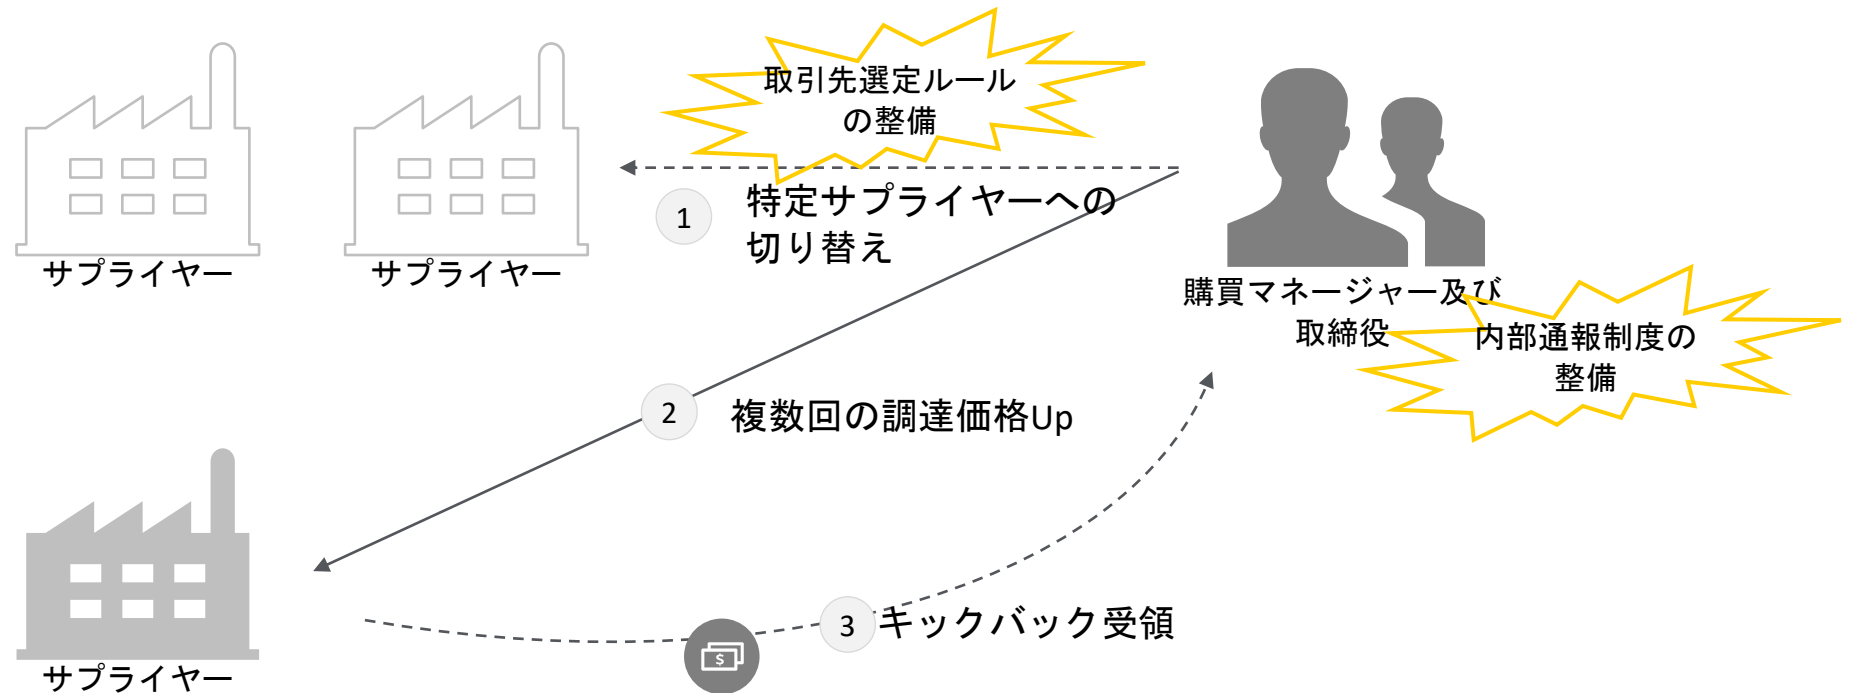 取引先選定ルール
の整備
1
特定サプライヤーへの
切り替え
サプライヤー
サプライヤー
購買マネージャー及び
取締役
内部通報制度の
整備
2
複数回の調達価格Up
3
キックバック受領
$
サプライヤー